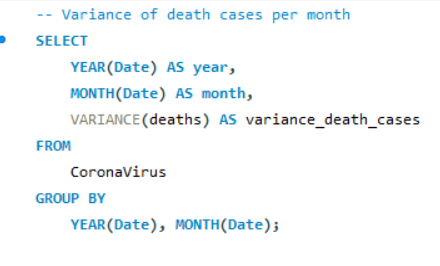 -- Variance of death cases per month
SELECT
YEAR(Date) AS year,
MONTH(Date) AS month,
VARIANCE(deaths) AS variance_death_cases
FROM
CoronaVirus
GROUP BY
YEAR(Date), MONTH(Date);